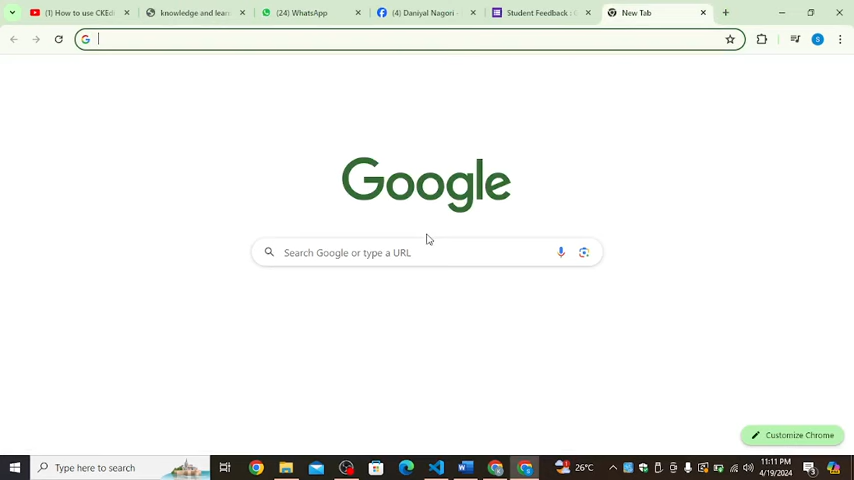 (1) How to use CKEdi
knowledge and lear
(24) WhatsApp
(4) Daniyal Nagori
Student Feedback :
New Tab
Google
Search Google or type a URL
Customize Chrome
Type here to search
26°C
11:11 PM
4/19/2024